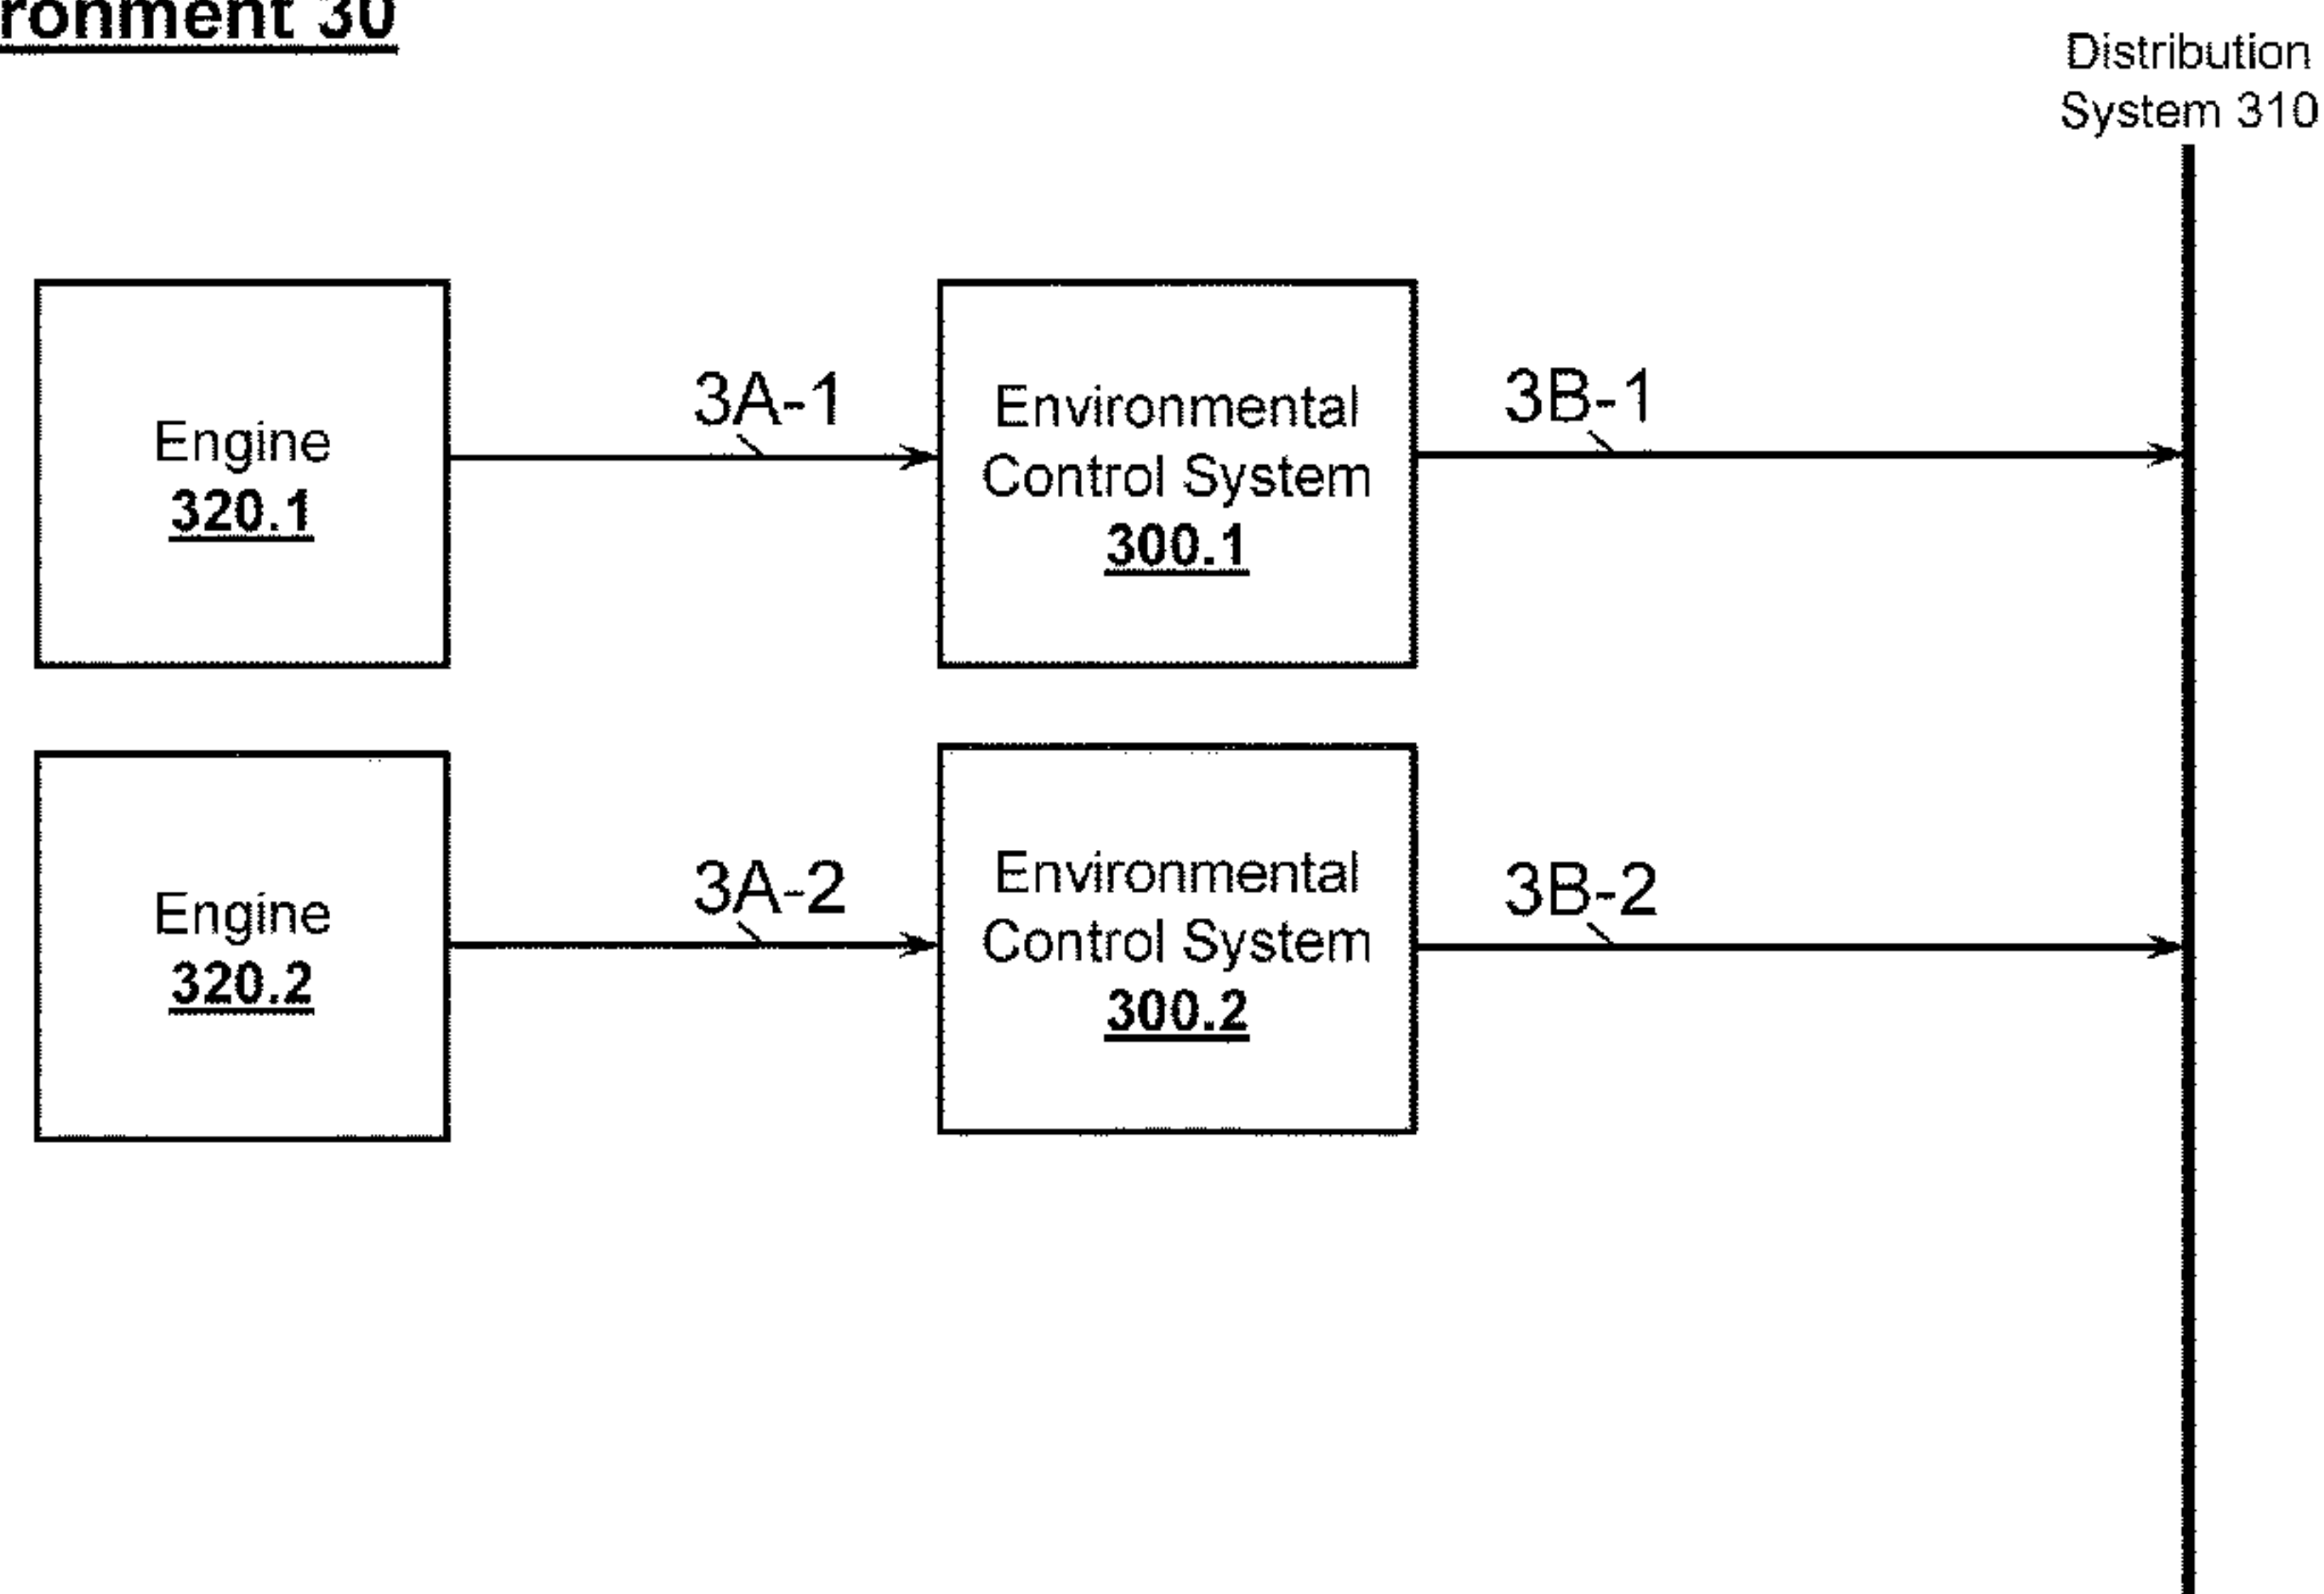 ronment 30
Distribution
System 310
Engine
320.1
3A-1
Environmental
Control System
300.1
3B-1
Engine
320.2
3A-2
Environmental
Control System
300.2
3B-2